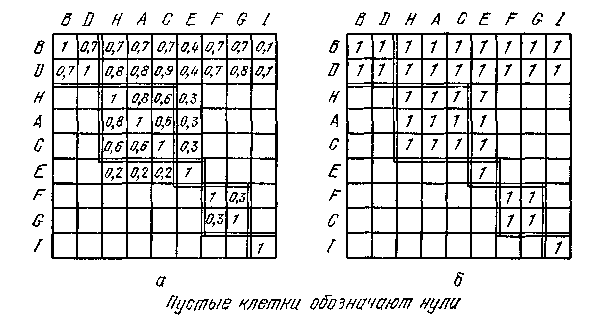 B D H A C E F G I B D H A C E F G I
B 1 0,7 0,7 0,7 0,7 0,4 0,7 0,7 0,1 B 1 1 1 1 1 1 1 1 1
D 0,7 1 0,8 0,8 0,9 0,4 0,7 0,8 0,1 D 1 1 1 1 1 1 1 1 1
H 1 0,8 0,6 0,3 H 1 1 1 1
A 0,8 1 0,6 0,3 A 1 1 1 1
C 0,6 0,6 1 0,3 C 1 1 1 1
E 0,2 0,2 0,2 1 E 1
F 1 0,3 F 1 1
G 0,3 1 C 1 1
I 1 I 1
а б
Пустые клетки обозначают нули